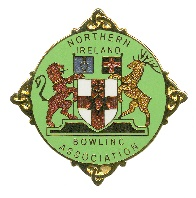 NORTHERN
IRELAND
BOWLING
ASSOCIATION